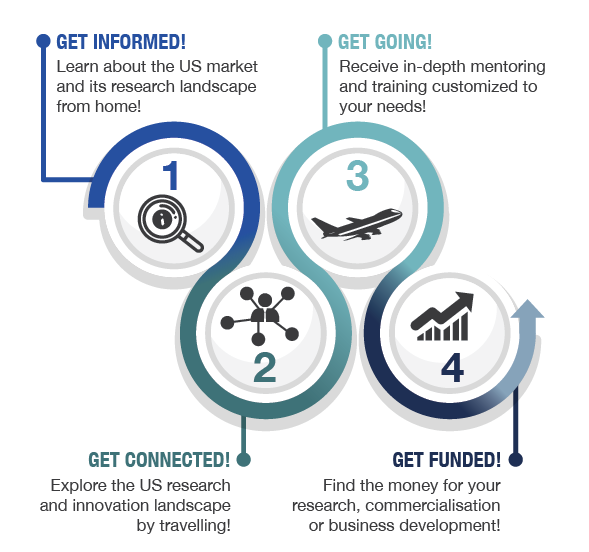 GET INFORMED!
Learn about the US market
and its research landscape
from home!
1
2
GET CONNECTED!
Explore the US research
and innovation landscape
by travelling!
GET GOING!
Receive in-depth mentoring
and training customized to
your needs!
3
4
GET FUNDED!
Find the money for your
research, commercialisation
or business development!